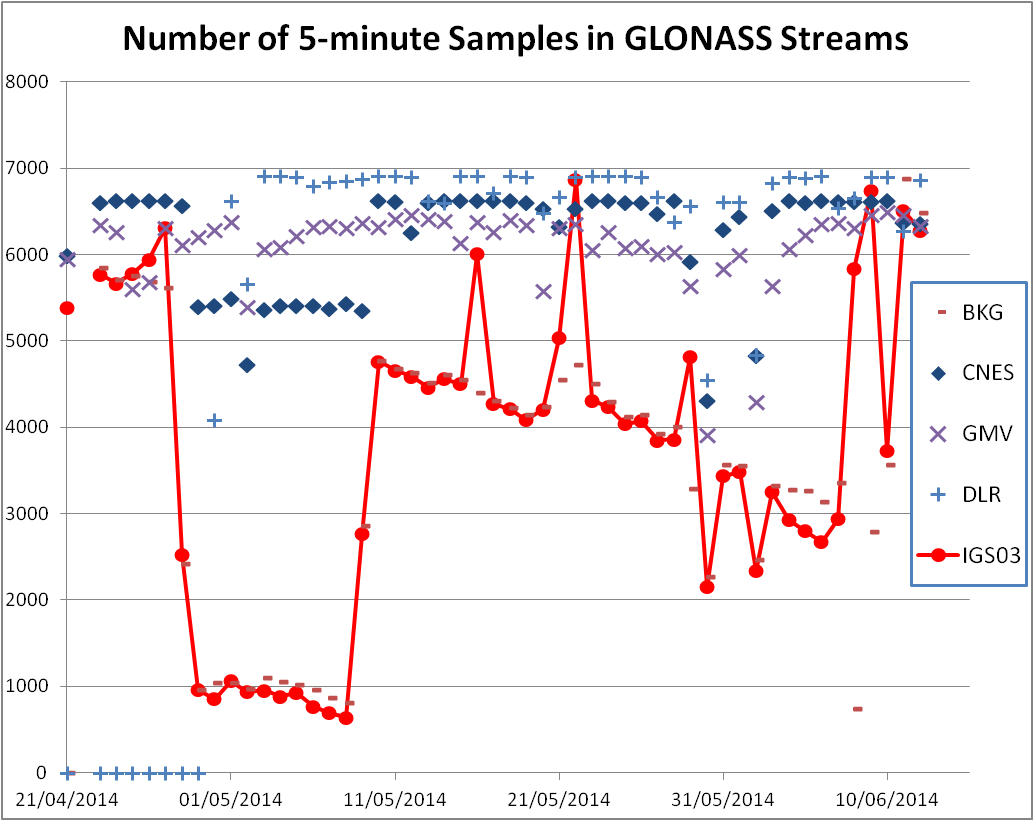 Number of 5-minute Samples in GLONASS Streams
8000
7000
6000
5000
4000
3000
2000
1000
0
21/04/2014 01/05/2014 11/05/2014 21/05/2014 31/05/2014 10/06/2014
BKG
CNES
GMV
DLR
IGS03